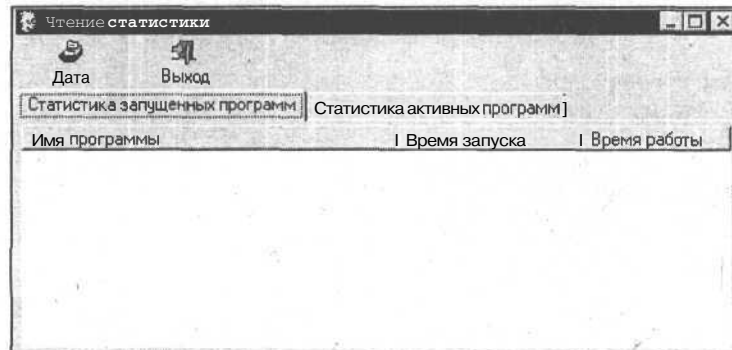 Чтение статистики
Дата Выход
Статистика запущенных программ Статистика активных программ]
Имя программы I Время запуска I Время работы